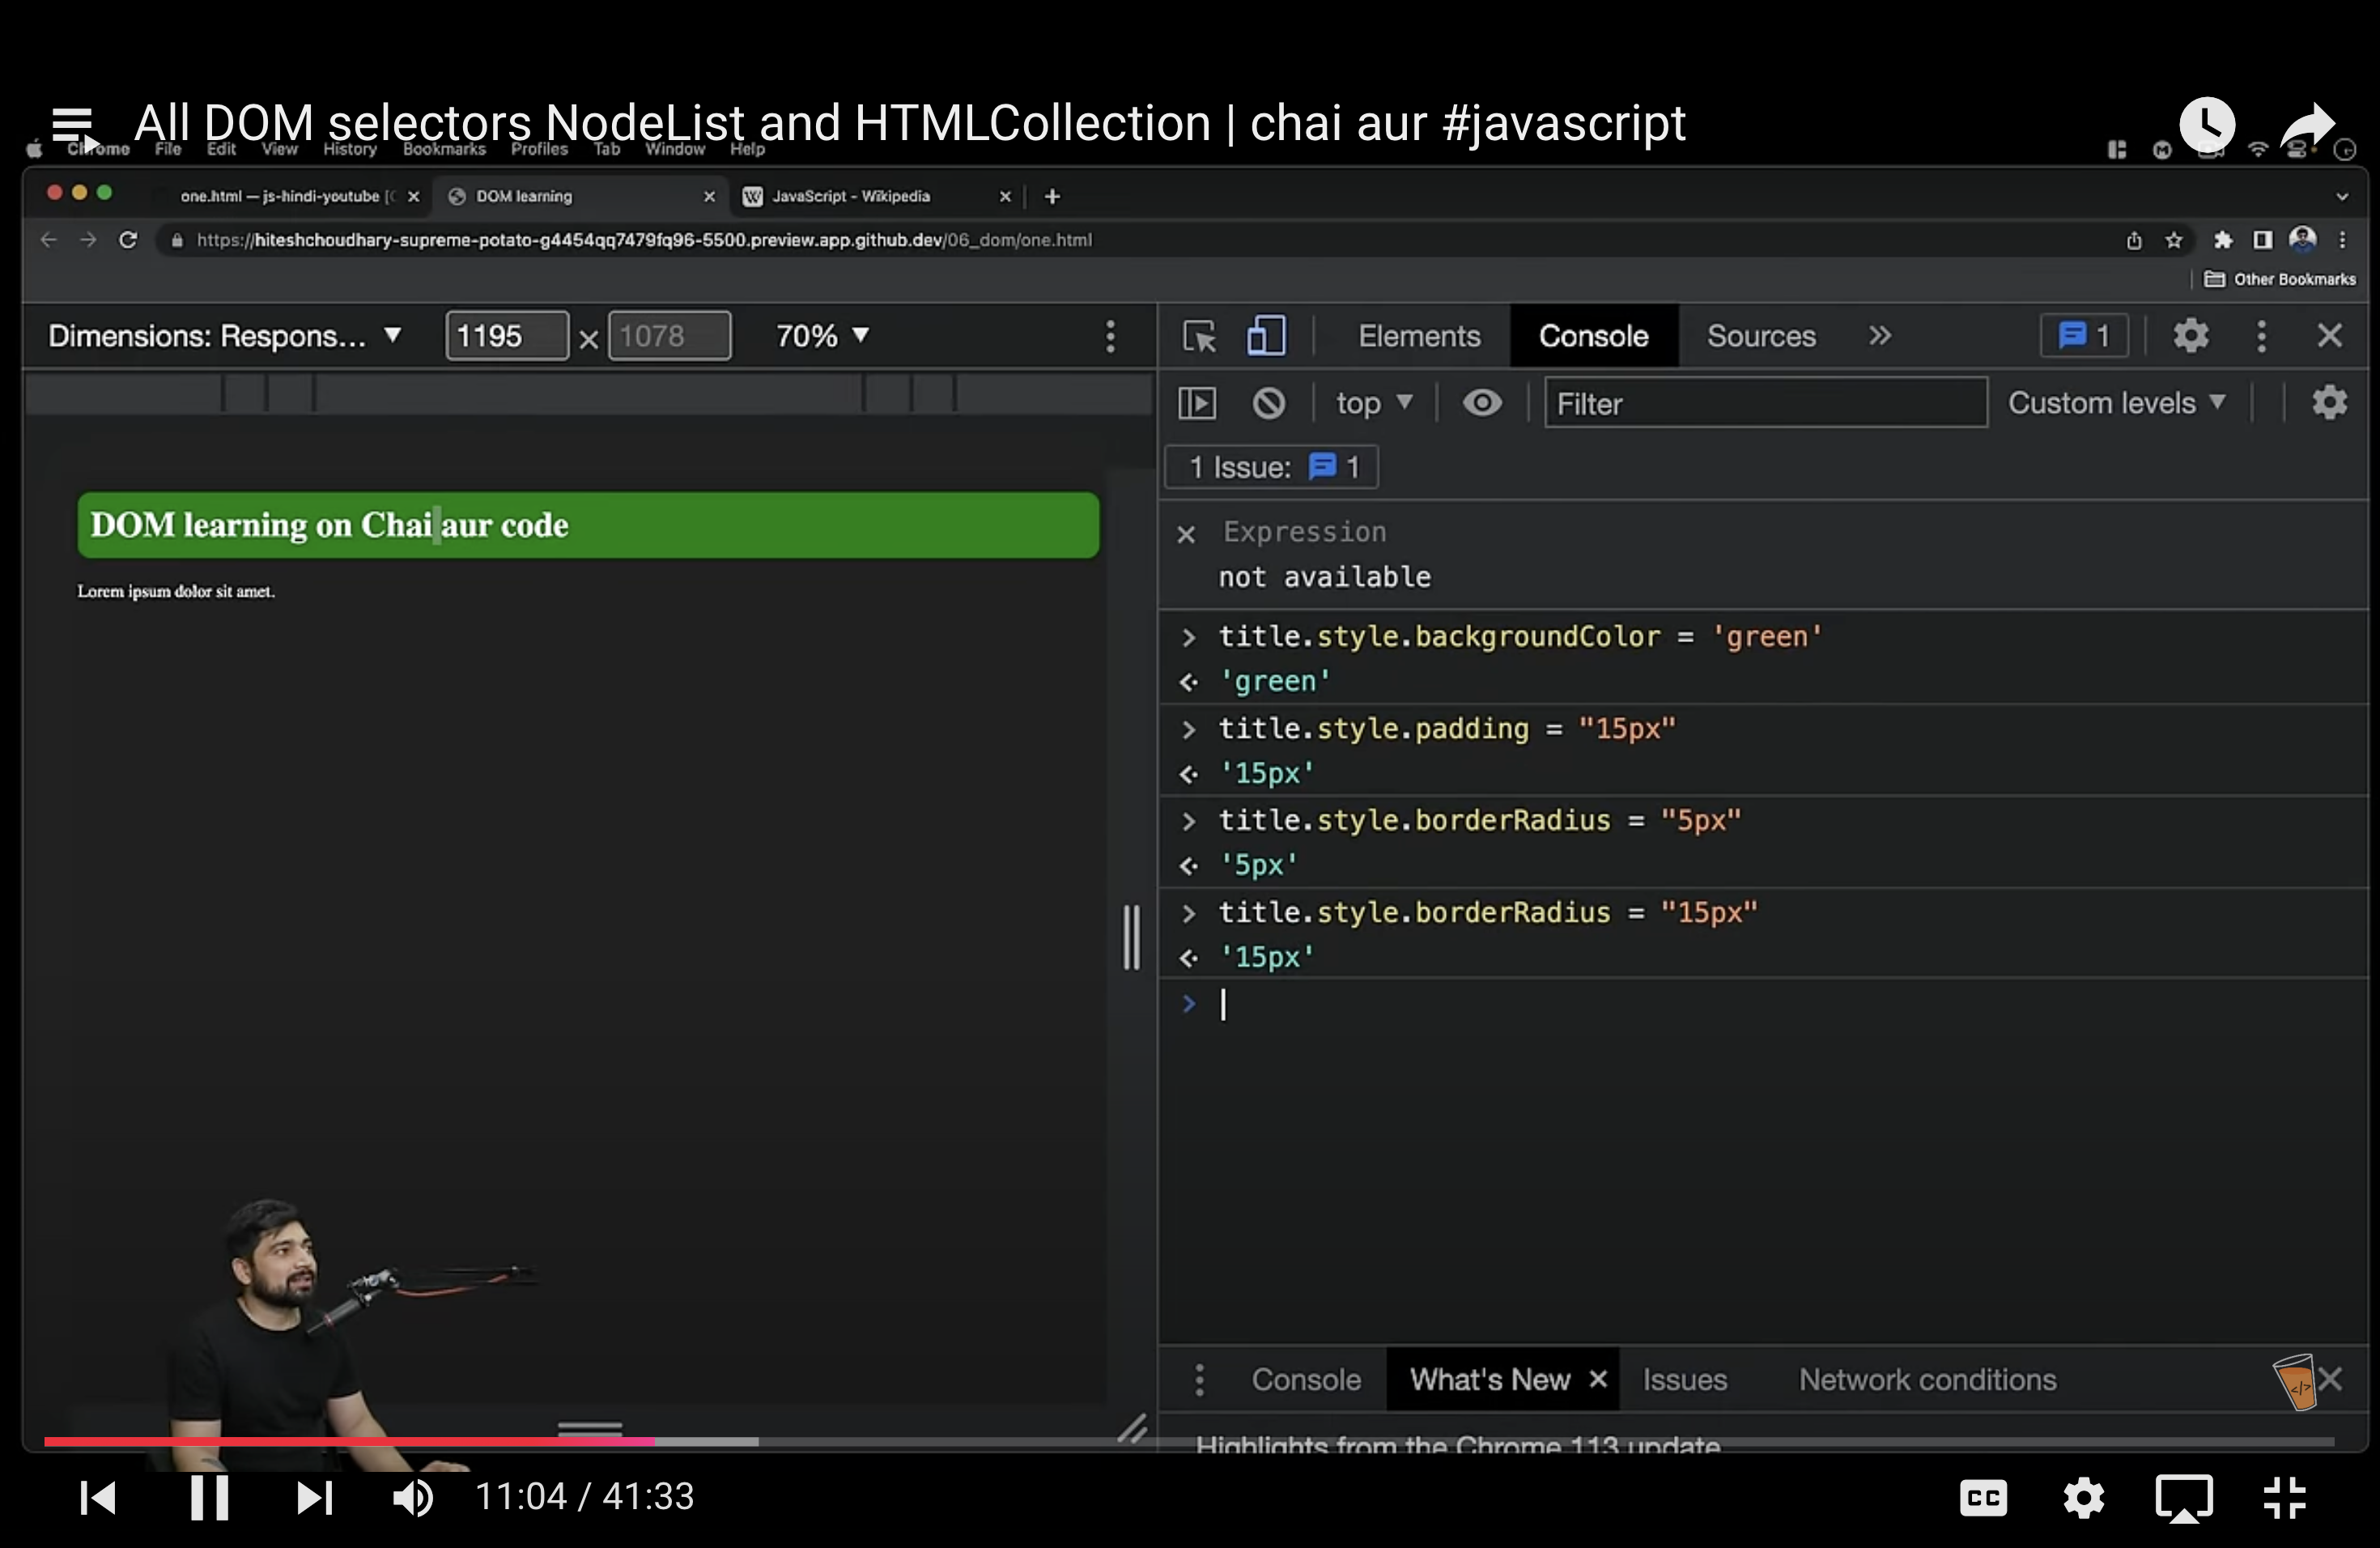 All DOM selectors NodeList and HTMLCollection | chai aur #javascript
Chrome File Edit View History Bookmarks Profiles Tab Window Help
one.html — js-hindi-youtube [ DOM learning JavaScript - Wikipedia
https://hiteshchoudhary-supreme-potato-g4454qq7479fq96-5500.preview.app.github.dev/06_dom/one.html
Other Bookmarks
Dimensions: Respons... ▼ 1195 × 1078 70% ▼
Elements Console Sources » 1
top ▼ Filter Custom levels ▼
1 Issue: 1
DOM learning on Chai aur code
Lorem ipsum dolor sit amet.
Expression
not available
> title.style.backgroundColor = 'green'
'green'
> title.style.padding = "15px"
'15px'
> title.style.borderRadius = "5px"
'5px'
> title.style.borderRadius = "15px"
'15px'
>
Console What's New Issues Network conditions
</>
Highlights from the Chrome 113 update
11:04 / 41:33
CC